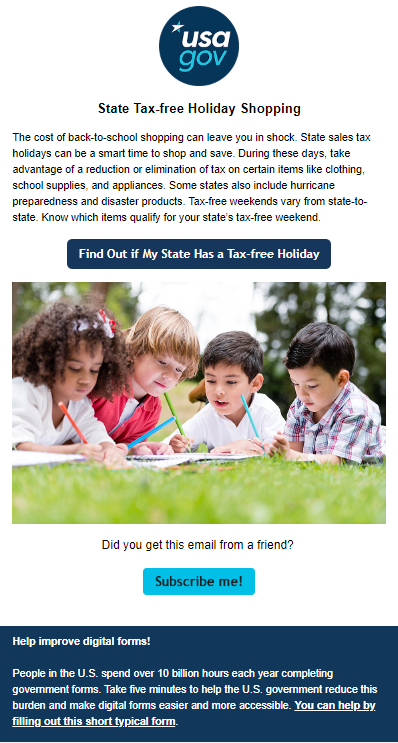 usa
gov
State Tax-free Holiday Shopping
The cost of back-to-school shopping can leave you in shock. State sales tax
holidays can be a smart time to shop and save. During these days, take
advantage of a reduction or elimination of tax on certain items like clothing,
school supplies, and appliances. Some states also include hurricane
preparedness and disaster products. Tax-free weekends vary from state-to-
state. Know which items qualify for your state's tax-free weekend.
Find Out if My State Has a Tax-free Holiday
Did you get this email from a friend?
Subscribe me!
Help improve digital forms!
People in the U.S. spend over 10 billion hours each year completing
government forms. Take five minutes to help the U.S. government reduce this
burden and make digital forms easier and more accessible. You can help by
filling out this short typical form.